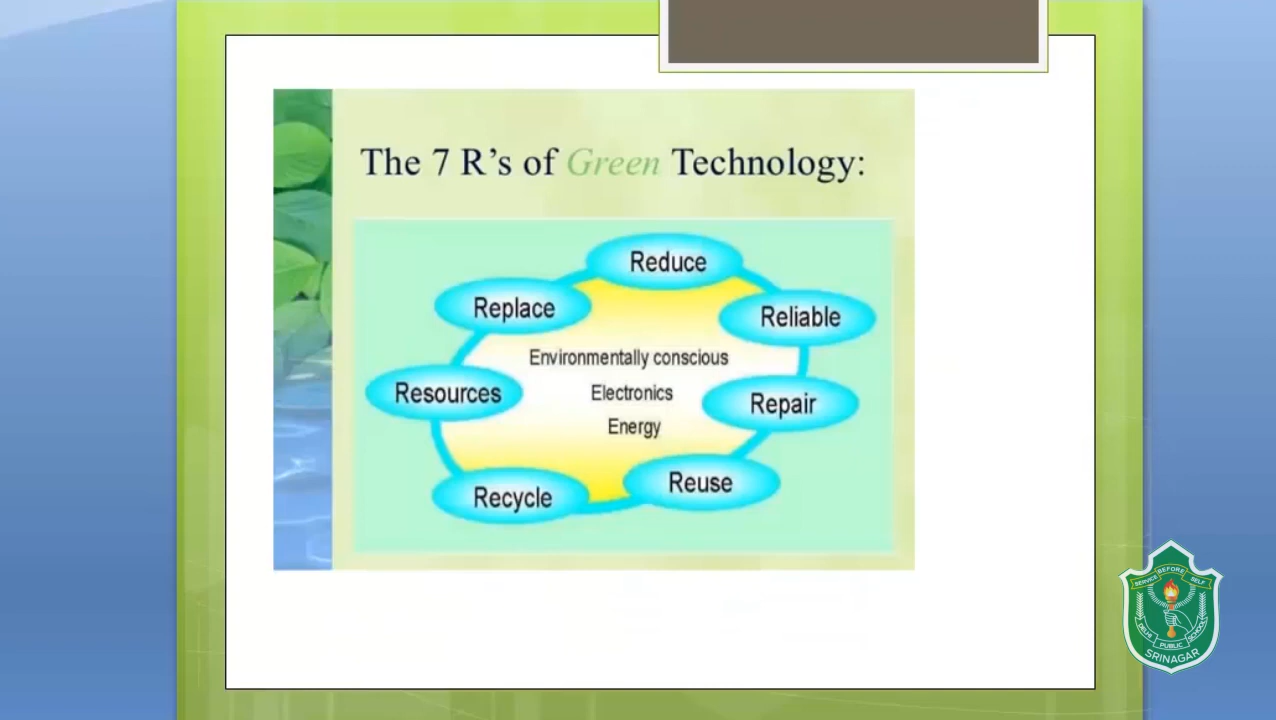 The 7 R's of Green Technology:
Reduce
Replace
Reliable
Environmentally conscious
Resources
Electronics
Repair
Energy
Recycle
Reuse
SERVICE BEFORE SELF
DELHI PUBLIC SCHOOL
SRINAGAR